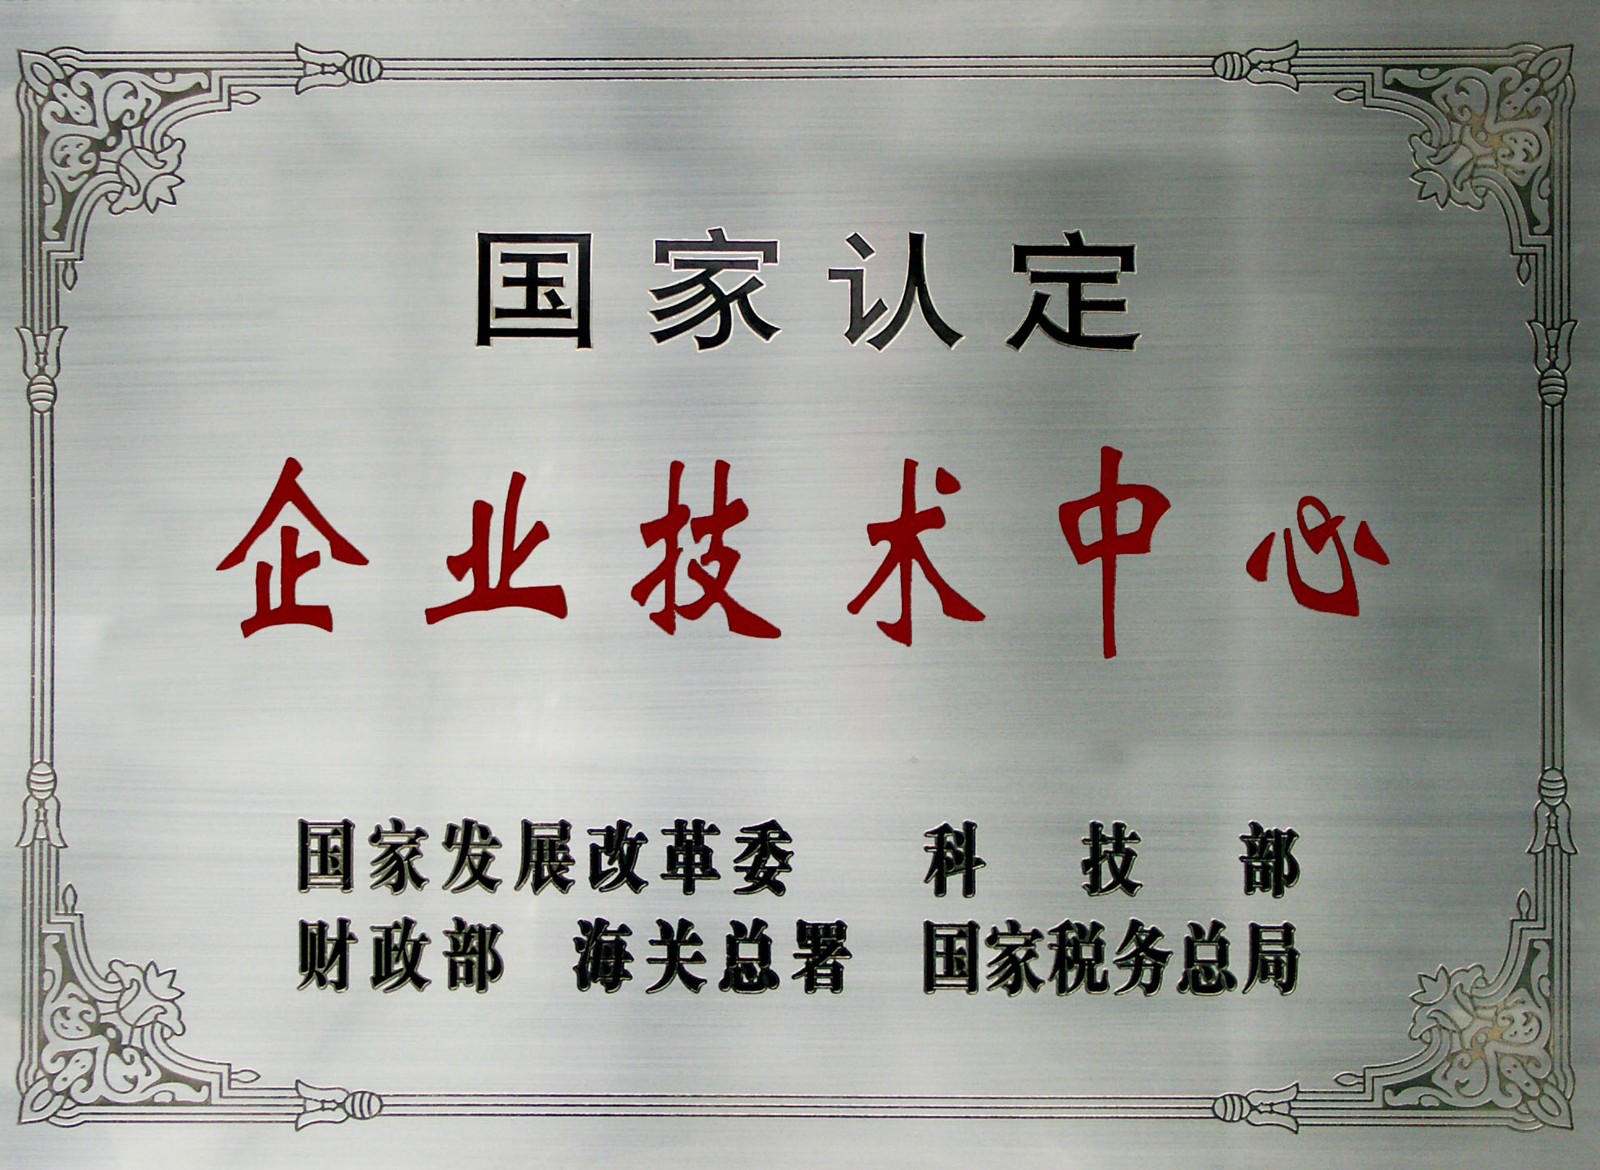 国家认定
企业技术中心
国家发展改革委 科技部
财政部 海关总署 国家税务总局